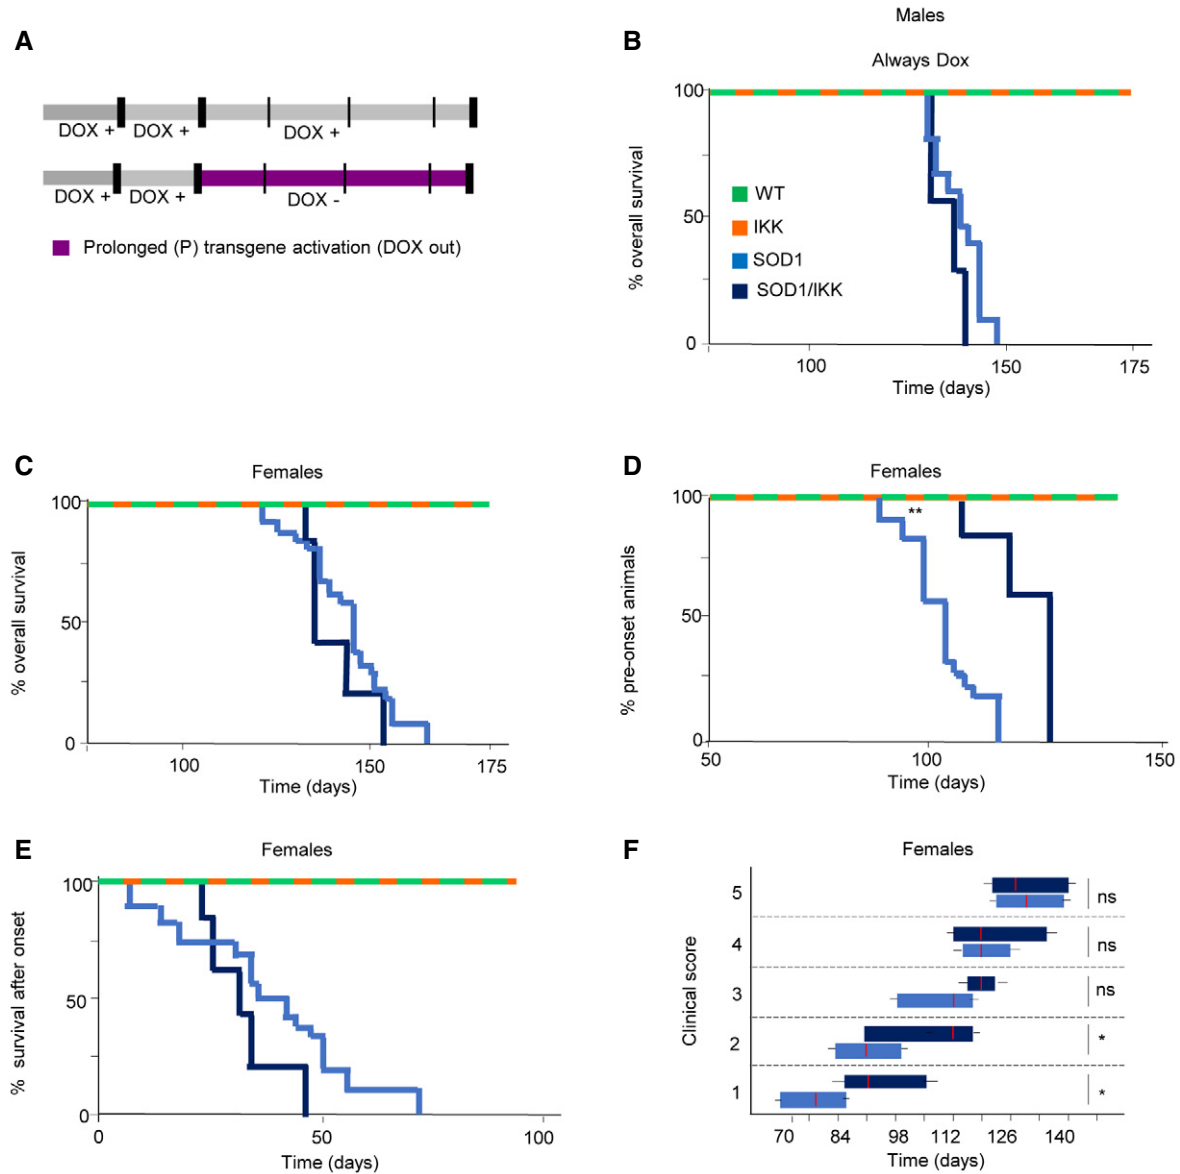 A
DOX +
DOX +
DOX +
DOX +
DOX +
DOX -
Prolonged (P) transgene activation (DOX out)
Males
B
Always Dox
100
50
0
% overall survival
WT
IKK
SOD1
SOD1/IKK
100
150
175
Time (days)
C
Females
100
50
0
% overall survival
100
150
175
Time (days)
D
Females
100
50
0
% pre-onset animals
**
50
100
150
Time (days)
E
Females
100
50
0
% survival after onset
0
50
100
Time (days)
F
Females
Clinical score
5
ns
4
ns
3
ns
2
*
1
*
70
84
98
112
126
140
Time (days)